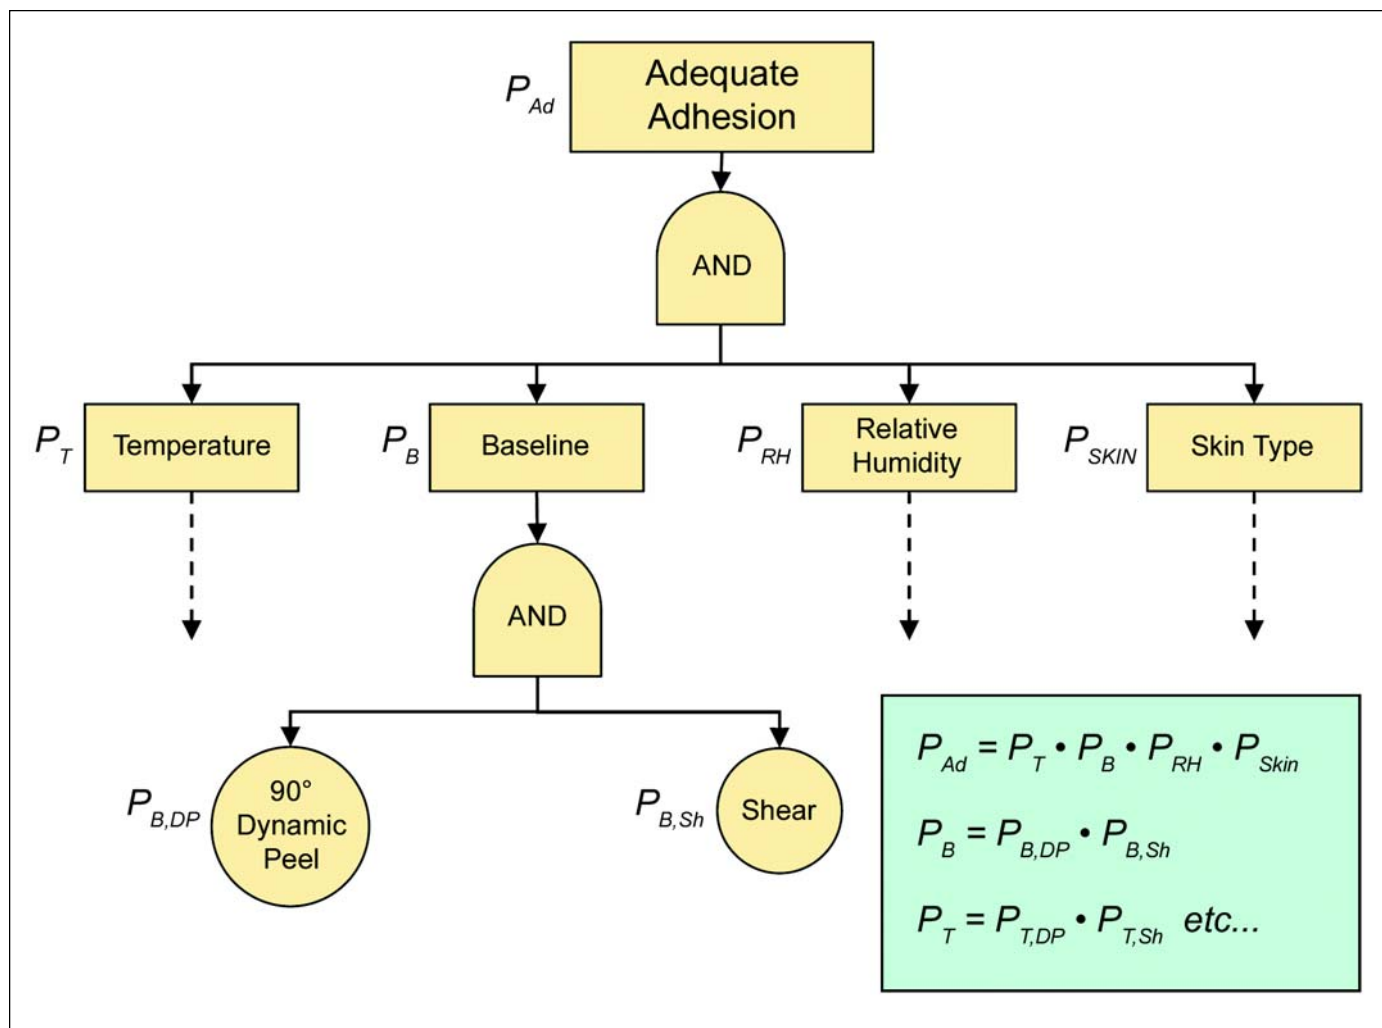 P_Ad
Adequate
Adhesion
AND
P_T
Temperature
P_B
Baseline
P_RH
Relative
Humidity
P_SKIN
Skin Type
AND
P_B,DP
90°
Dynamic
Peel
P_B,Sh
Shear
P_Ad = P_T • P_B • P_RH • P_Skin
P_B = P_B,DP • P_B,Sh
P_T = P_T,DP • P_T,Sh etc...